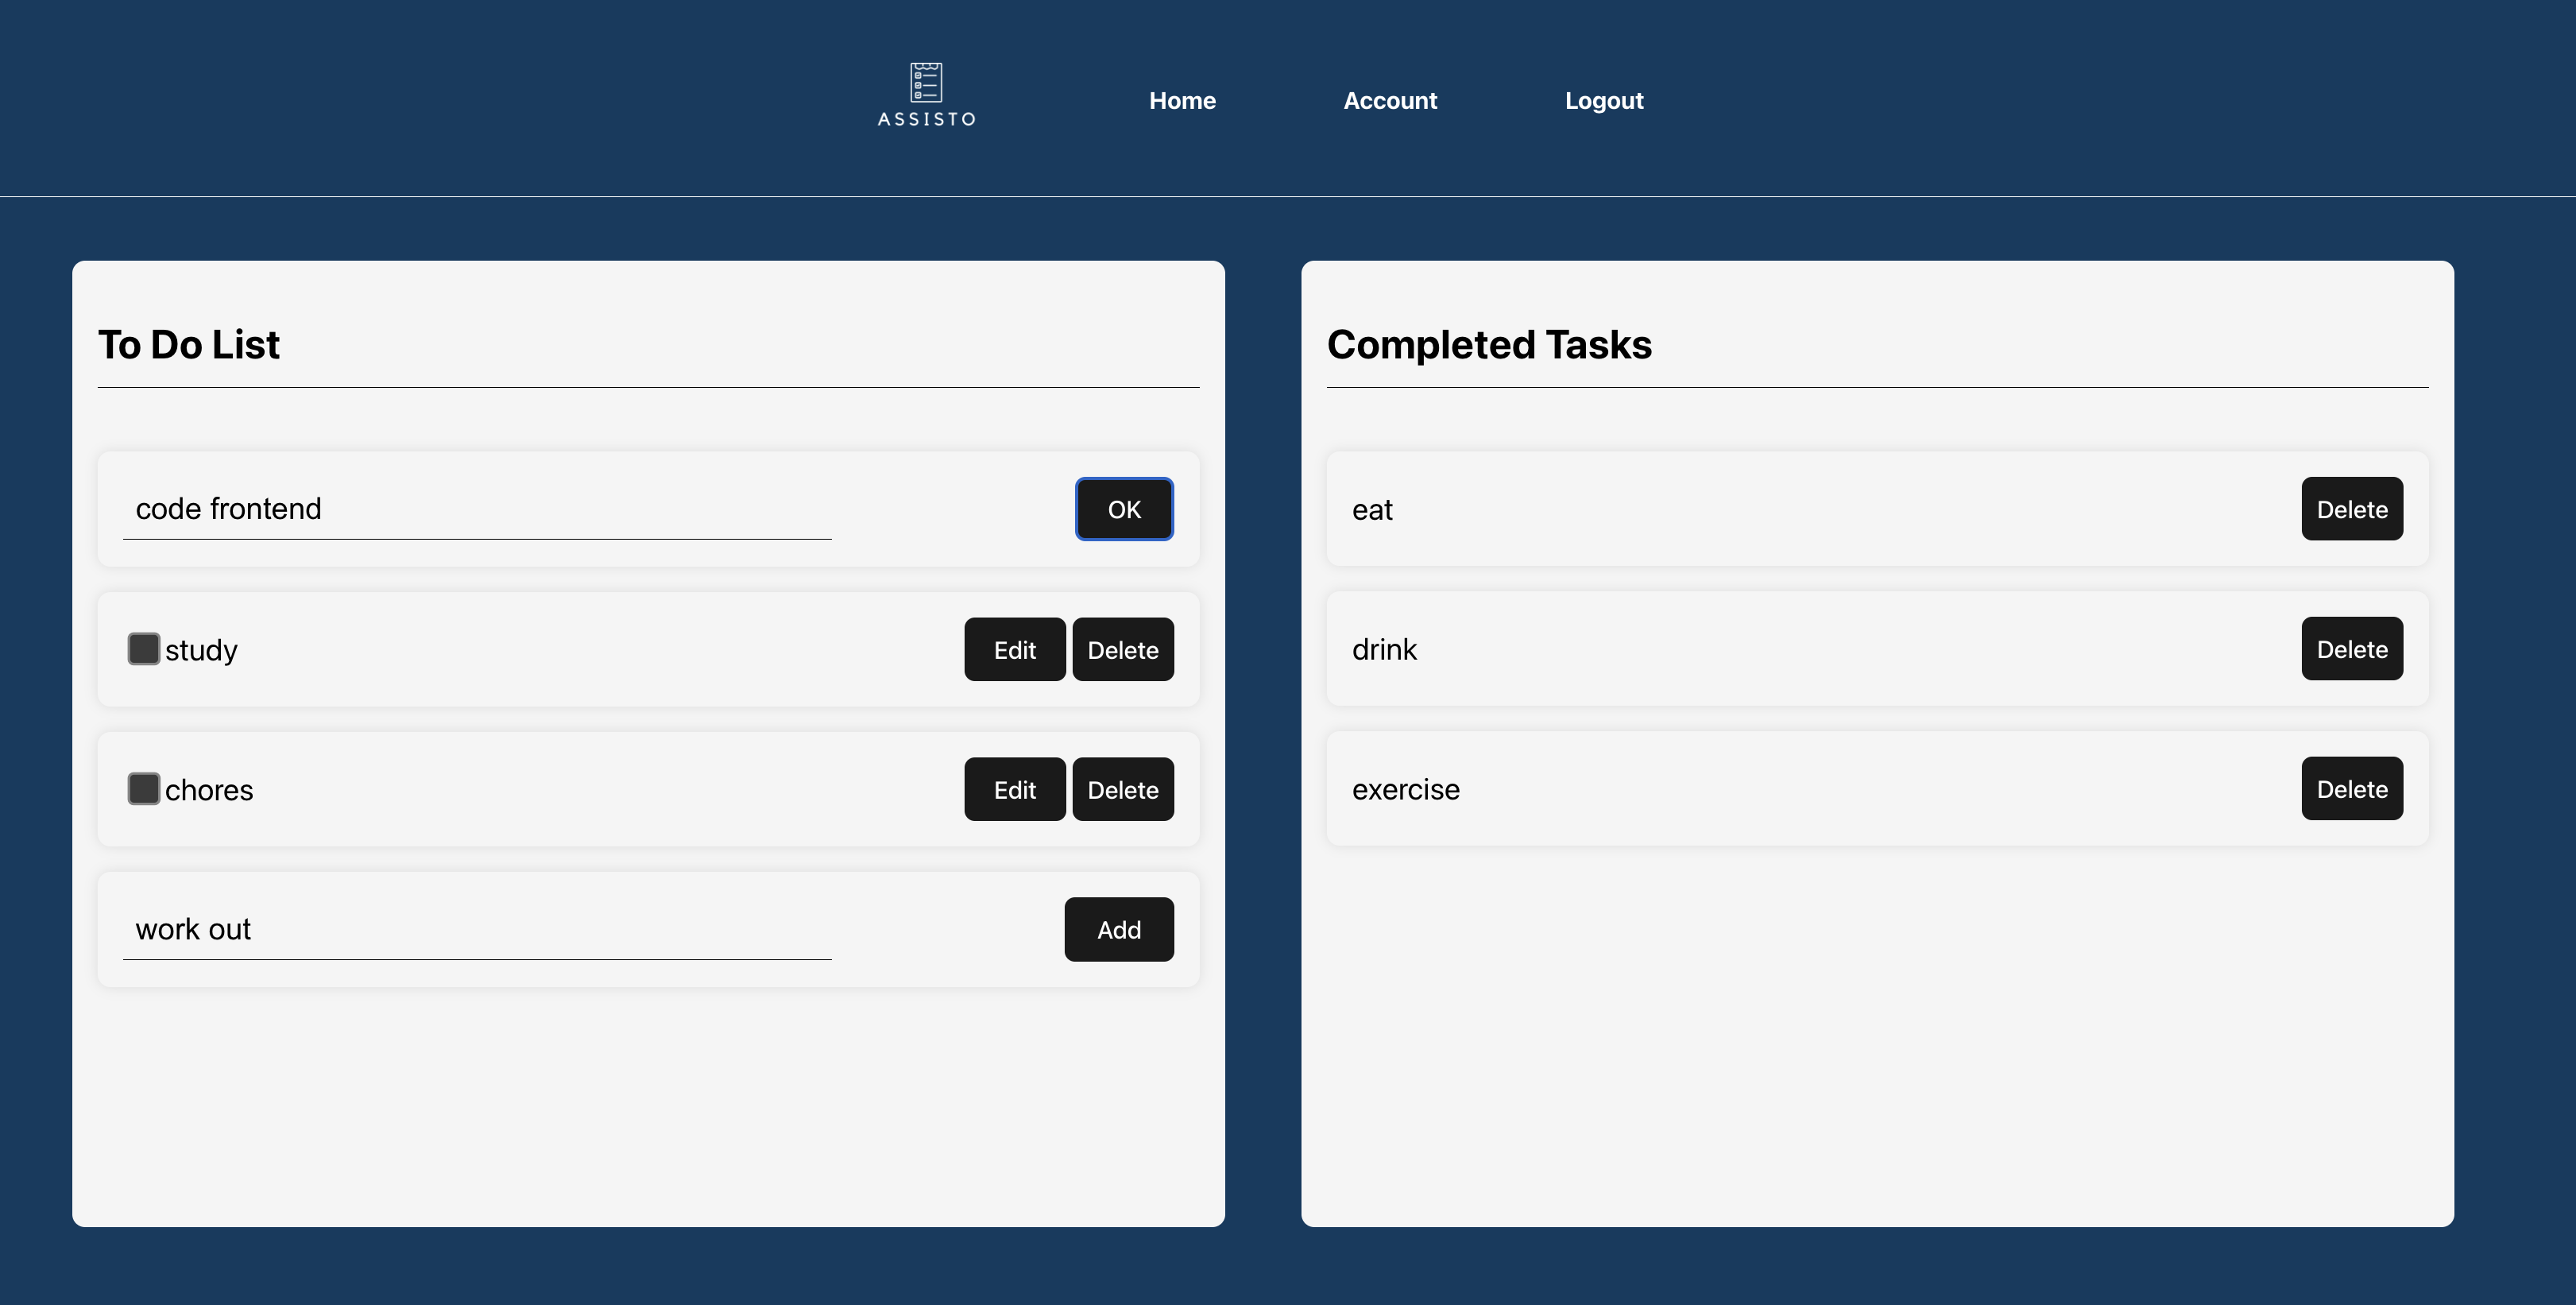 ASSISTO
Home
Account
Logout
To Do List
code frontend
OK
study
Edit
Delete
chores
Edit
Delete
work out
Add
Completed Tasks
eat
Delete
drink
Delete
exercise
Delete